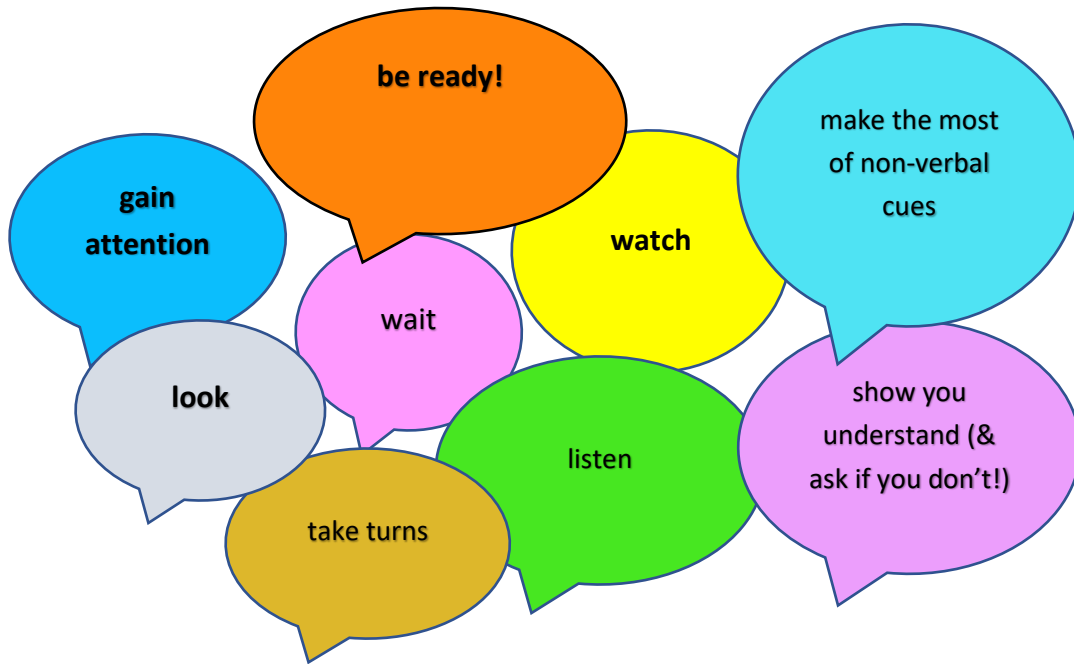 be ready!
make the most
of non-verbal
cues
gain
attention
watch
wait
look
show you
understand (&
ask if you don’t!)
listen
take turns